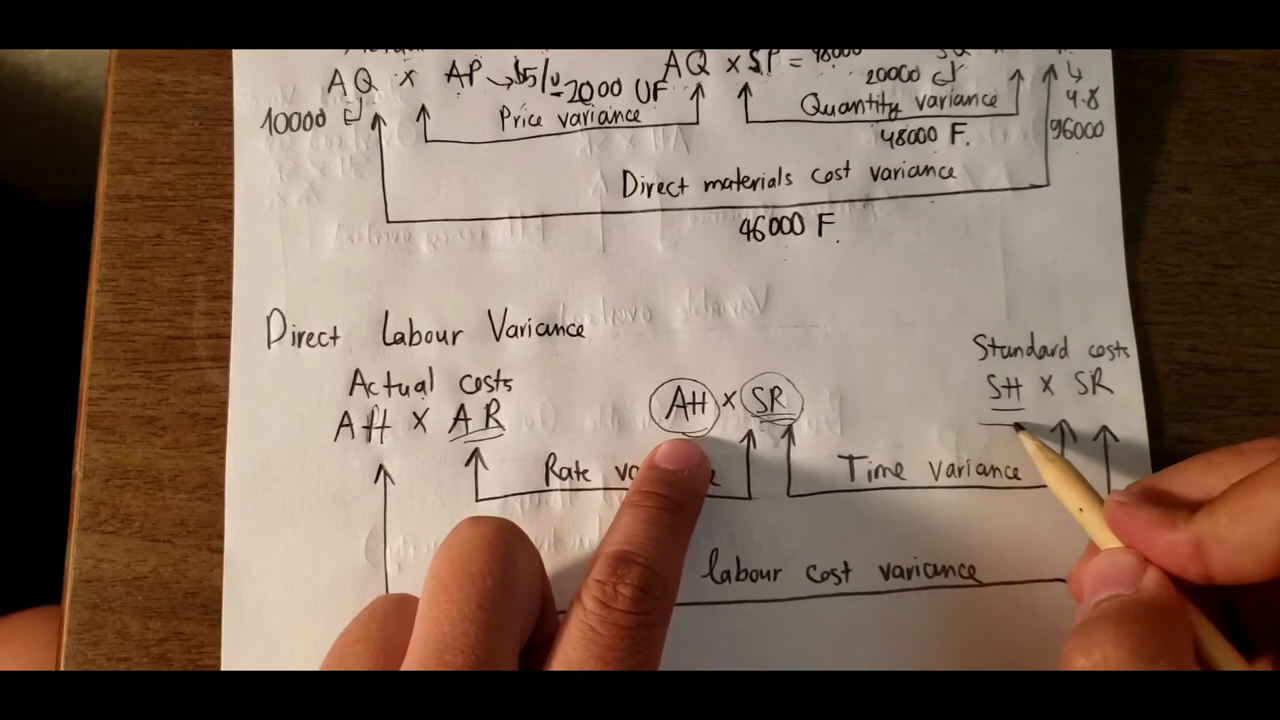 AQ × AP → = -2000 UF AQ × SP = 48000
10000 Price variance 20000 Quantity variance 4.8
48000 F. 96000
Direct materials cost variance
46000 F.
Direct Labour Variance
Actual costs Standard costs
AH × AR AH × SR SH × SR
Rate Time Variance
labour cost variance